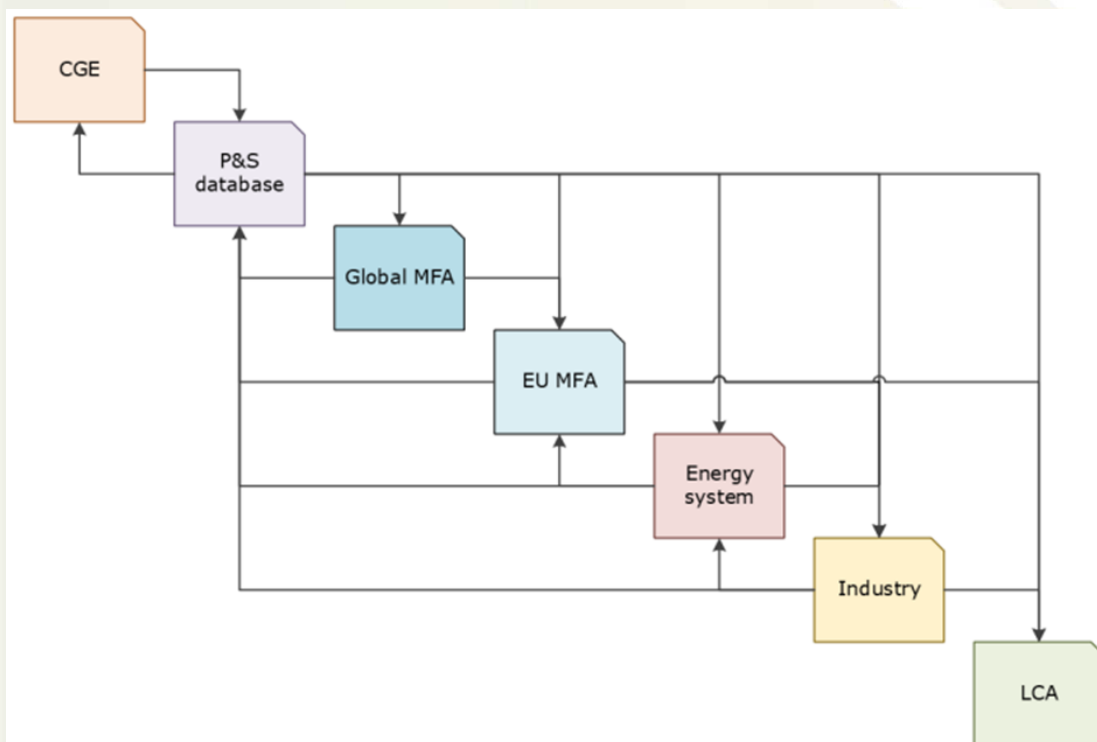 CGE
P&S
database
Global MFA
EU MFA
Energy
system
Industry
LCA